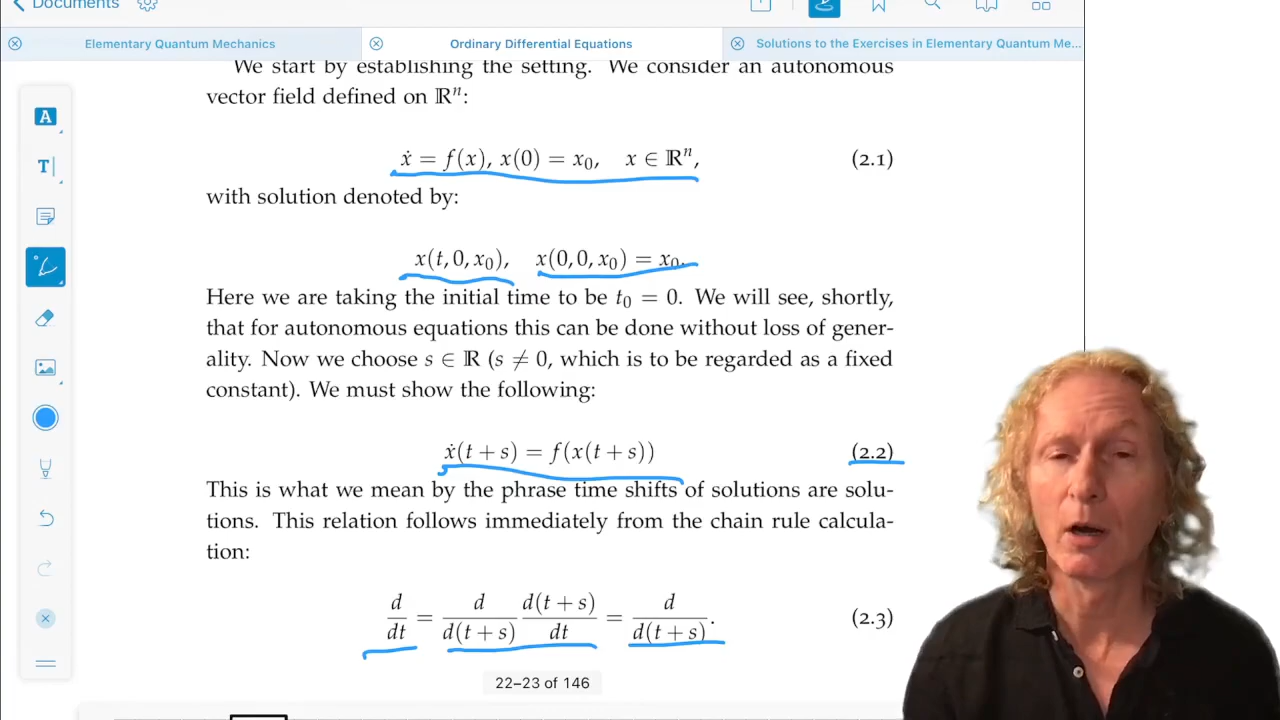 Documents
Elementary Quantum Mechanics
Ordinary Differential Equations
Solutions to the Exercises in Elementary Quantum Me...
We start by establishing the setting. We consider an autonomous
vector field defined on ℝⁿ:
ẋ = f(x), x(0) = x₀, x ∈ ℝⁿ, (2.1)
with solution denoted by:
x(t, 0, x₀), x(0, 0, x₀) = x₀.
Here we are taking the initial time to be t₀ = 0. We will see, shortly,
that for autonomous equations this can be done without loss of gener-
ality. Now we choose s ∈ ℝ (s ≠ 0, which is to be regarded as a fixed
constant). We must show the following:
ẋ(t + s) = f(x(t + s)) (2.2)
This is what we mean by the phrase time shifts of solutions are solu-
tions. This relation follows immediately from the chain rule calcula-
tion:
d/dt = d/d(t + s) d(t + s)/dt = d/d(t + s). (2.3)
22–23 of 146
A
T